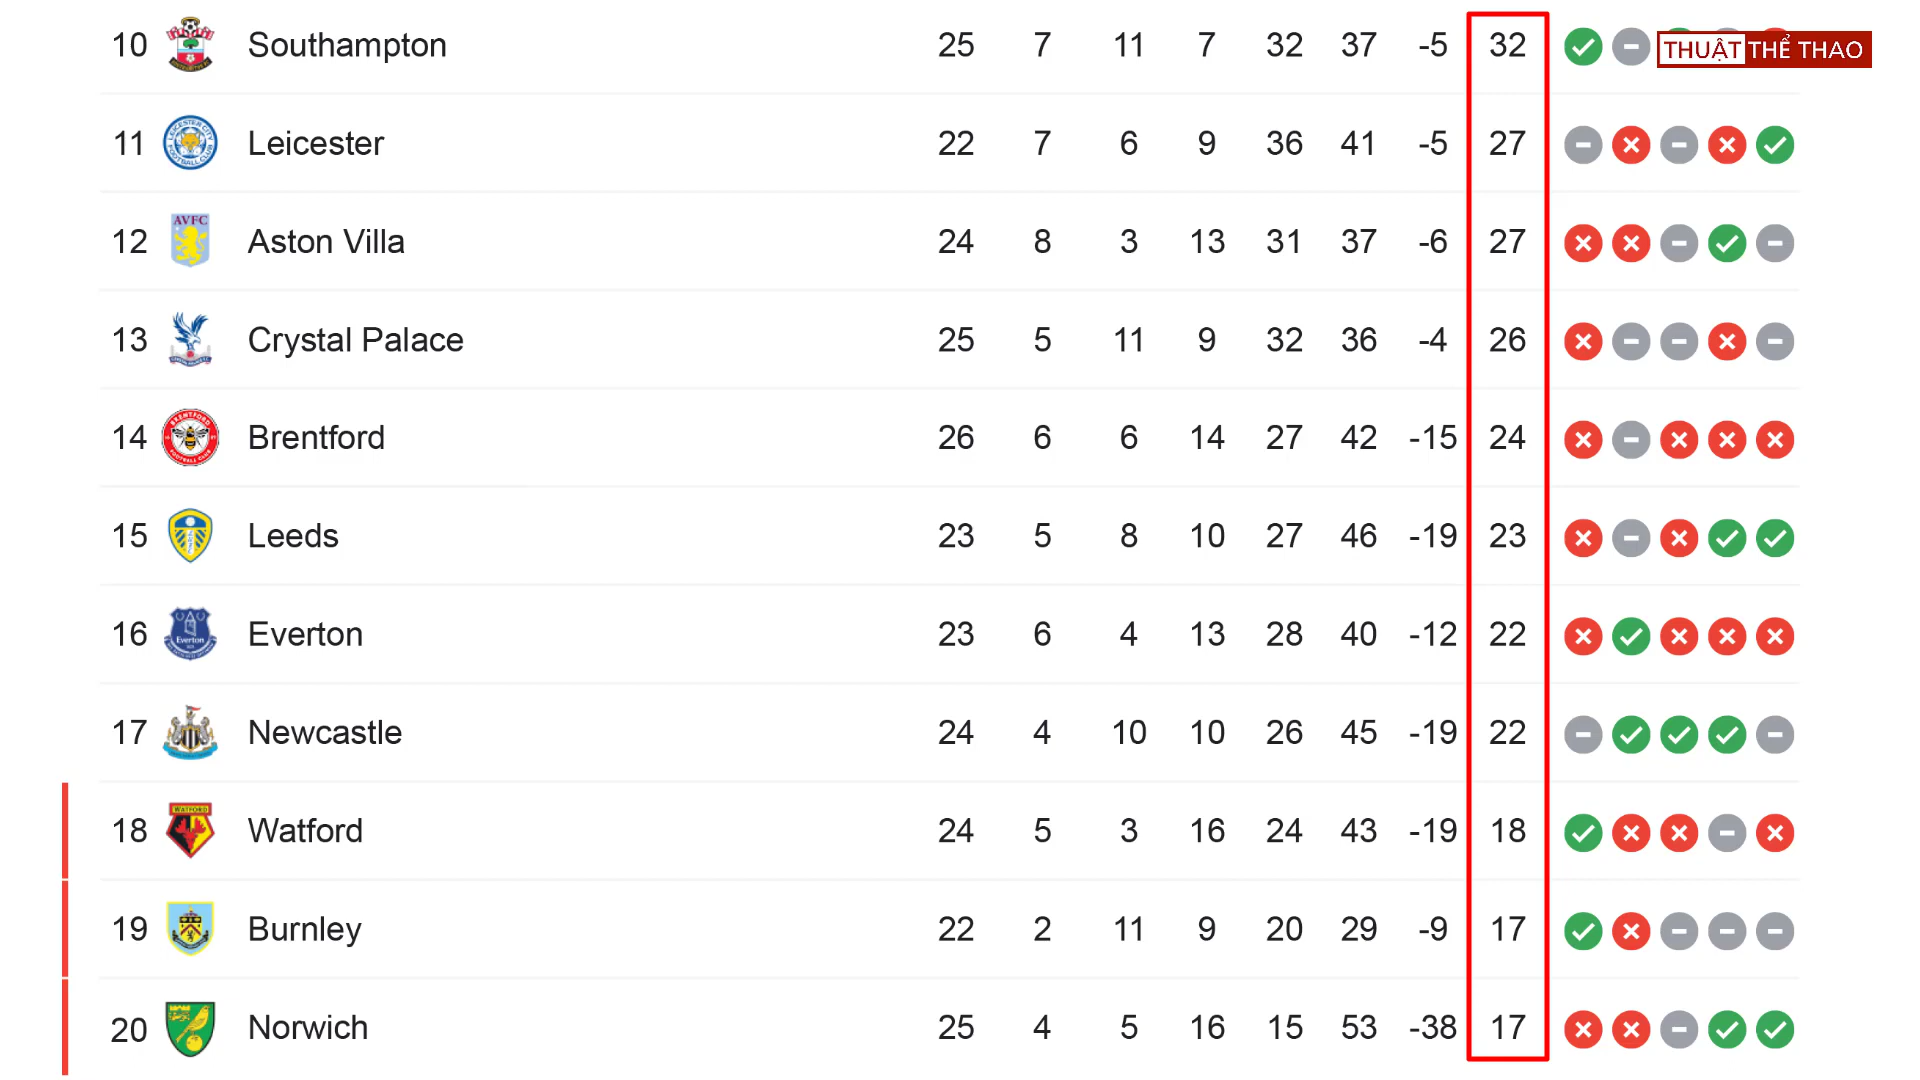 10 Southampton 25 7 11 7 32 37 -5 32
THUẬT THỂ THAO
11 Leicester 22 7 6 9 36 41 -5 27
12 Aston Villa 24 8 3 13 31 37 -6 27
13 Crystal Palace 25 5 11 9 32 36 -4 26
14 Brentford 26 6 6 14 27 42 -15 24
15 Leeds 23 5 8 10 27 46 -19 23
16 Everton 23 6 4 13 28 40 -12 22
17 Newcastle 24 4 10 10 26 45 -19 22
18 Watford 24 5 3 16 24 43 -19 18
19 Burnley 22 2 11 9 20 29 -9 17
20 Norwich 25 4 5 16 15 53 -38 17
AVFC
Everton
WATFORD